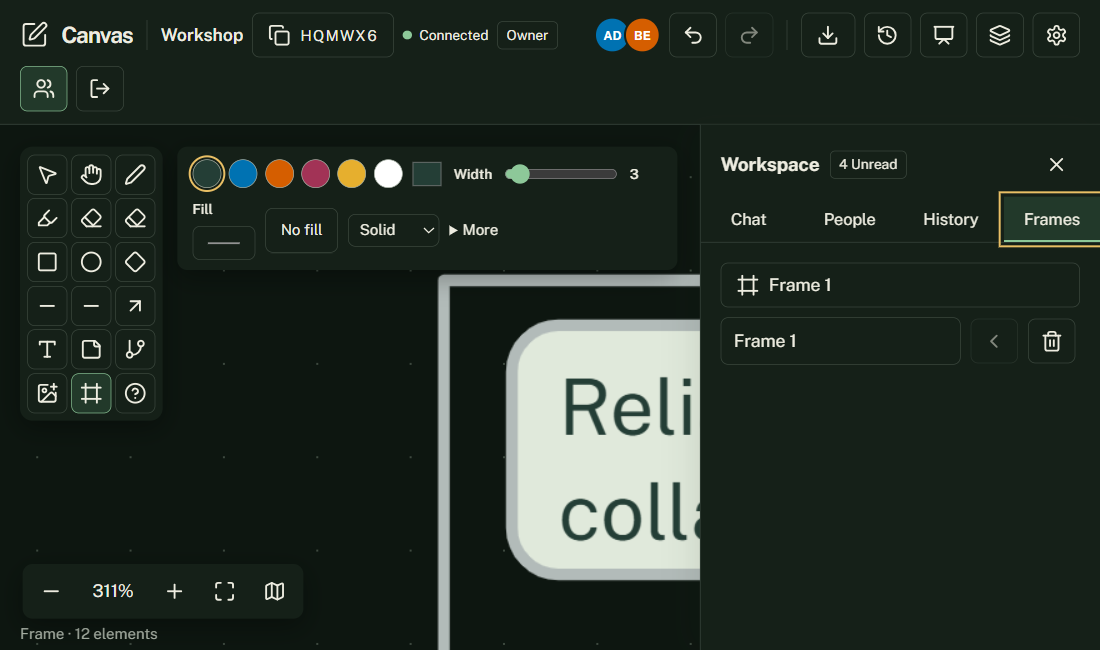 Canvas
Workshop
HQMWX6
Connected
Owner
AD
BE
Width
3
Fill
No fill
Solid
More
Workspace
4 Unread
Chat
People
History
Frames
Frame 1
Frame 1
Reli
coll
311%
Frame · 12 elements